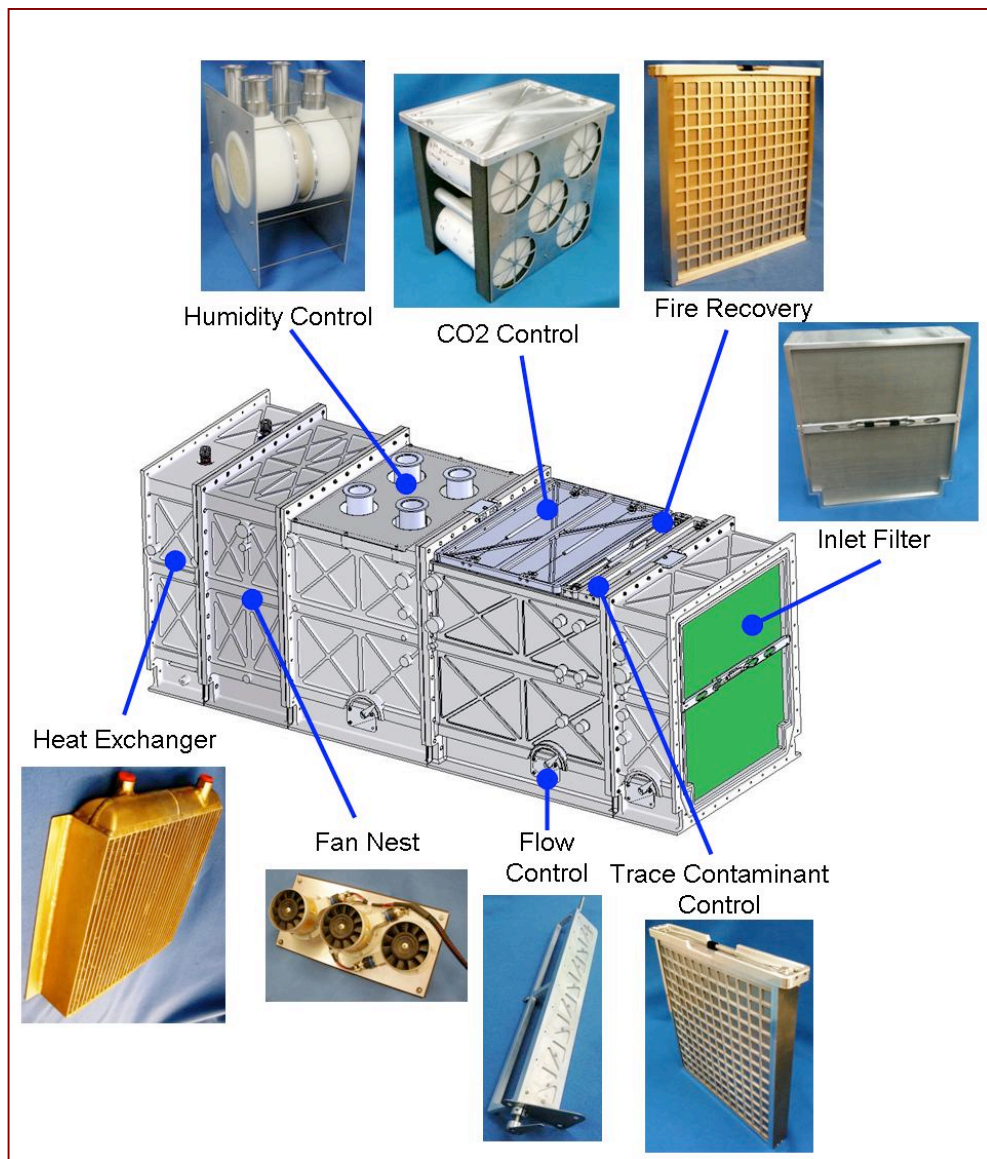 Humidity Control
CO2 Control
Fire Recovery
Inlet Filter
Heat Exchanger
Fan Nest
Flow
Control
Trace Contaminant
Control